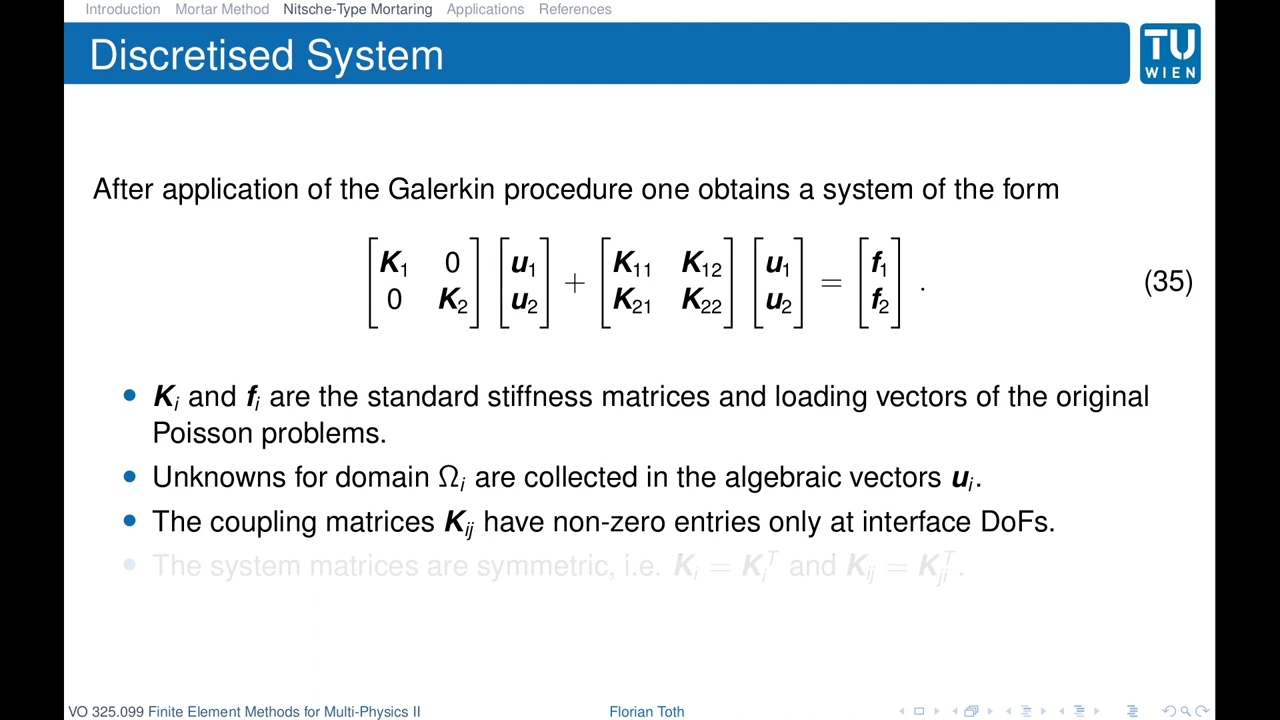 Introduction Mortar Method Nitsche-Type Mortaring Applications References
Discretised System
TU
WIEN
After application of the Galerkin procedure one obtains a system of the form
[K₁ 0; 0 K₂] [u₁; u₂] + [K₁₁ K₁₂; K₂₁ K₂₂] [u₁; u₂] = [f₁; f₂] . (35)
• Kᵢ and fᵢ are the standard stiffness matrices and loading vectors of the original
Poisson problems.
• Unknowns for domain Ωᵢ are collected in the algebraic vectors uᵢ.
• The coupling matrices Kᵢⱼ have non-zero entries only at interface DoFs.
• The system matrices are symmetric, i.e. Kᵢ = Kᵢᵀ and Kᵢⱼ = Kⱼᵢᵀ.
VO 325.099 Finite Element Methods for Multi-Physics II Florian Toth